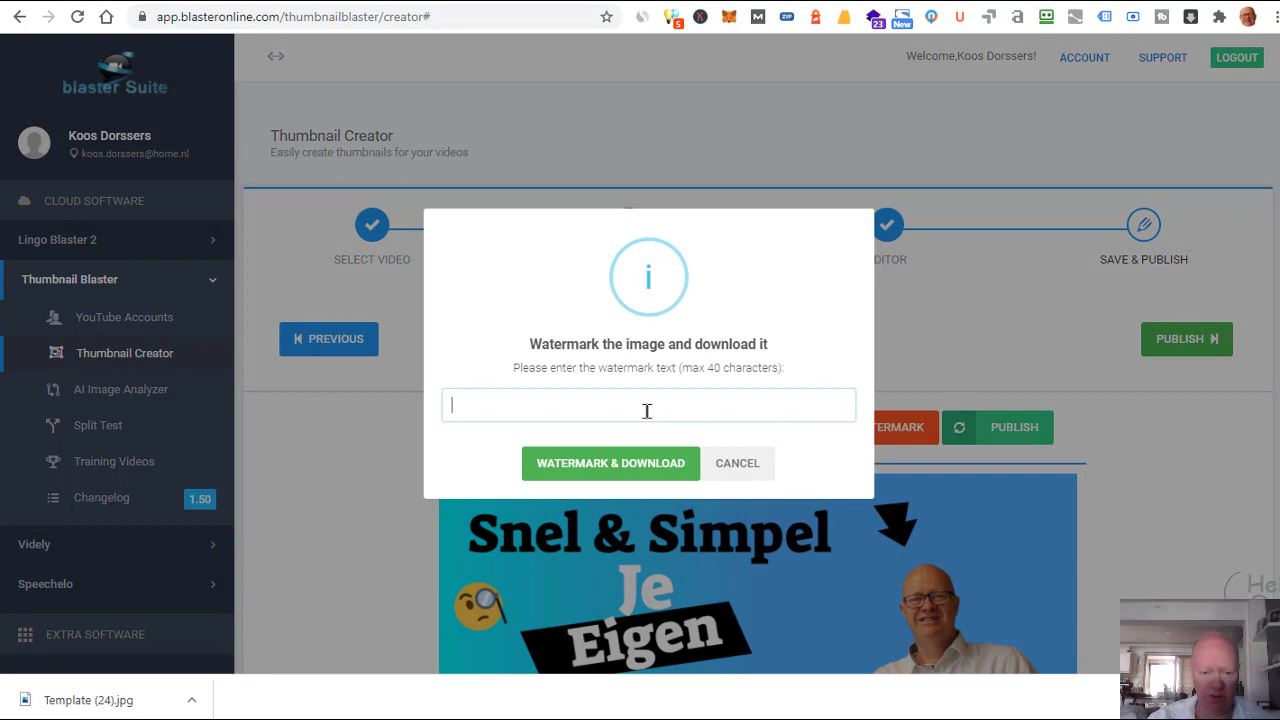 app.blasteronline.com/thumbnailblaster/creator#
5
23
New
blaster Suite
Welcome,Koos Dorssers!
ACCOUNT
SUPPORT
LOGOUT
Koos Dorssers
koos.dorssers@home.nl
Thumbnail Creator
Easily create thumbnails for your videos
CLOUD SOFTWARE
Lingo Blaster 2
Thumbnail Blaster
YouTube Accounts
Thumbnail Creator
AI Image Analyzer
Split Test
Training Videos
Changelog
1.50
Videly
Speechelo
EXTRA SOFTWARE
SELECT VIDEO
DITOR
SAVE & PUBLISH
PREVIOUS
PUBLISH
Watermark the image and download it
Please enter the watermark text (max 40 characters):
WATERMARK & DOWNLOAD
CANCEL
TERMARK
PUBLISH
Snel & Simpel
Je
Eigen
He
Template (24).jpg